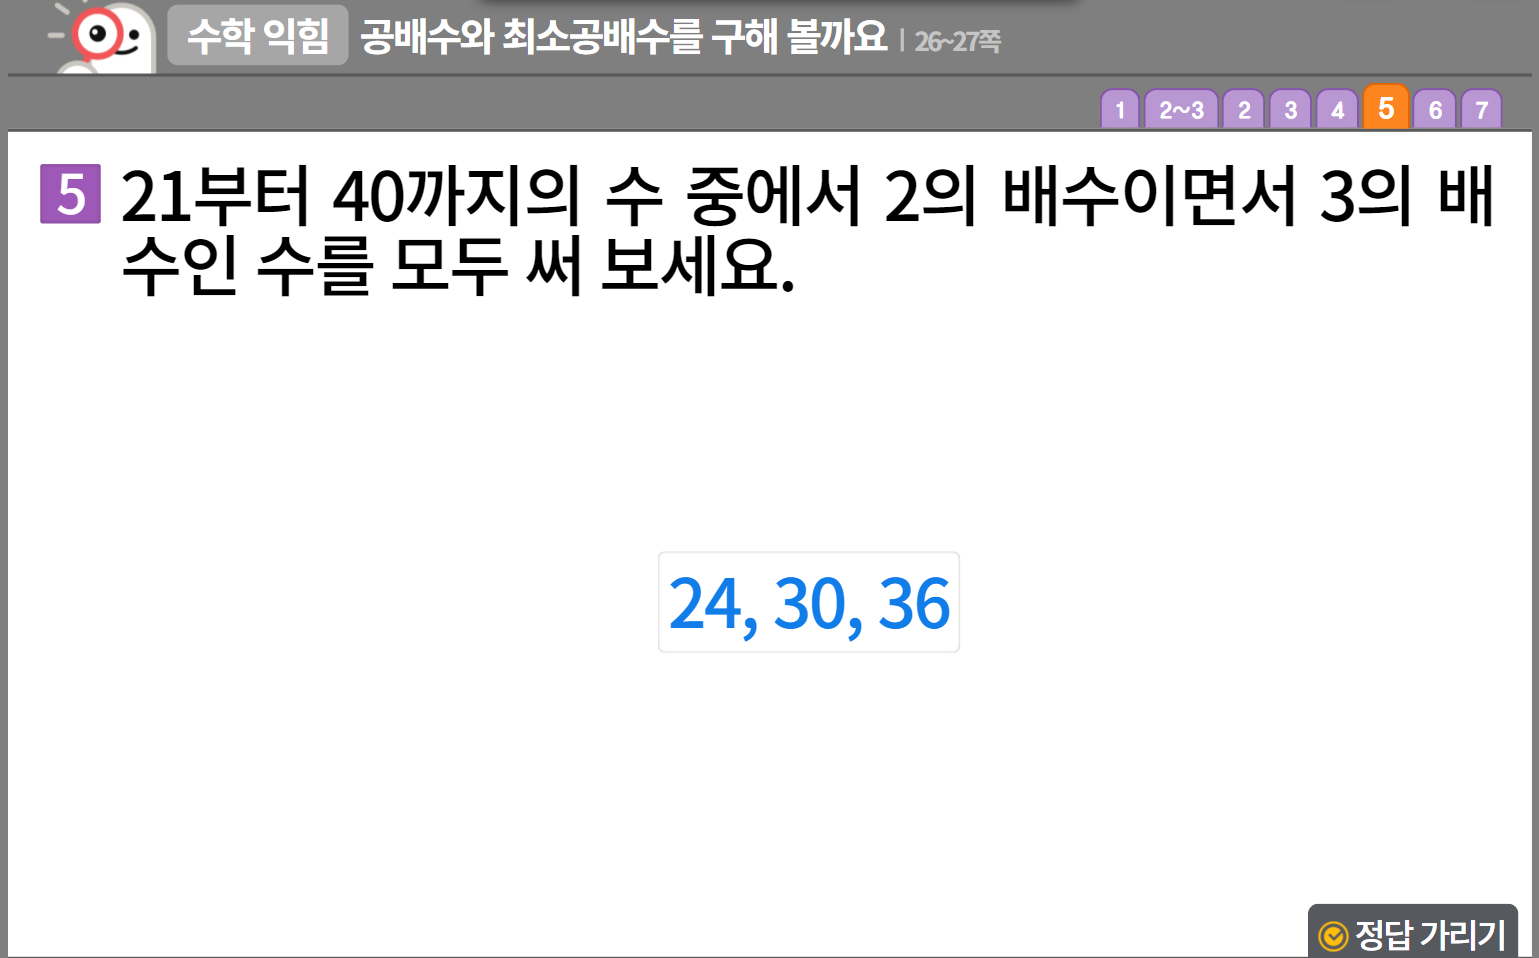 수학 익힘 공배수와 최소공배수를 구해 볼까요 | 26~27쪽
1 2~3 2 3 4 5 6 7
5 21부터 40까지의 수 중에서 2의 배수이면서 3의 배
수인 수를 모두 써 보세요.
24, 30, 36
정답 가리기